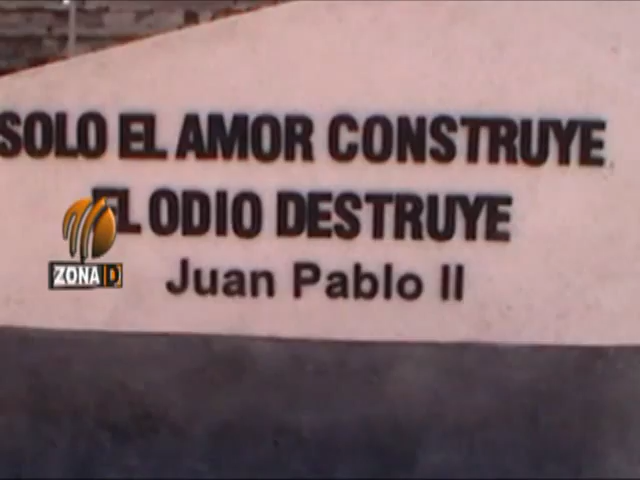 SOLO EL AMOR CONSTRUYE
EL ODIO DESTRUYE
Juan Pablo II
ZONA D